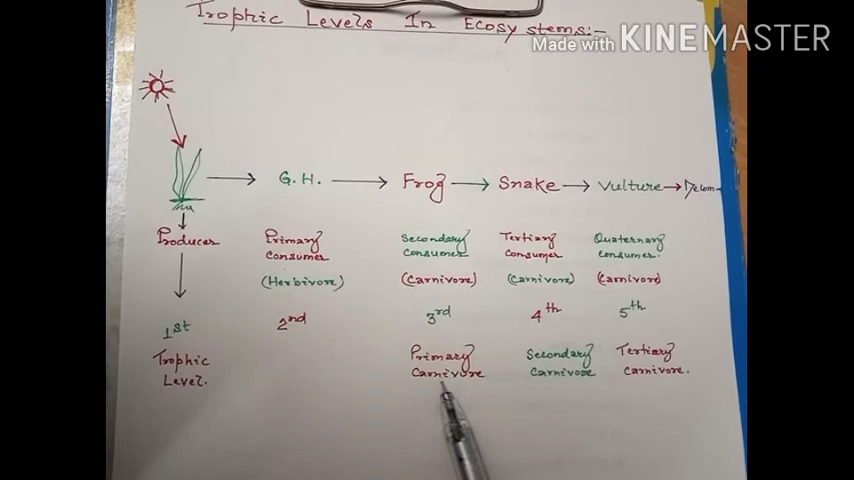 Trophic Levels In Ecosystems:-
Made with KINEMASTER
G.H. Frog Snake Vulture
Producer Primary Consumer Secondary Consumer Tertiary Consumer Quaternary Consumer.
(Herbivore) (Carnivore) (Carnivore) (Carnivore)
1st 2nd 3rd 4th 5th
Trophic Level. Primary Carnivore Secondary Carnivore Tertiary Carnivore.